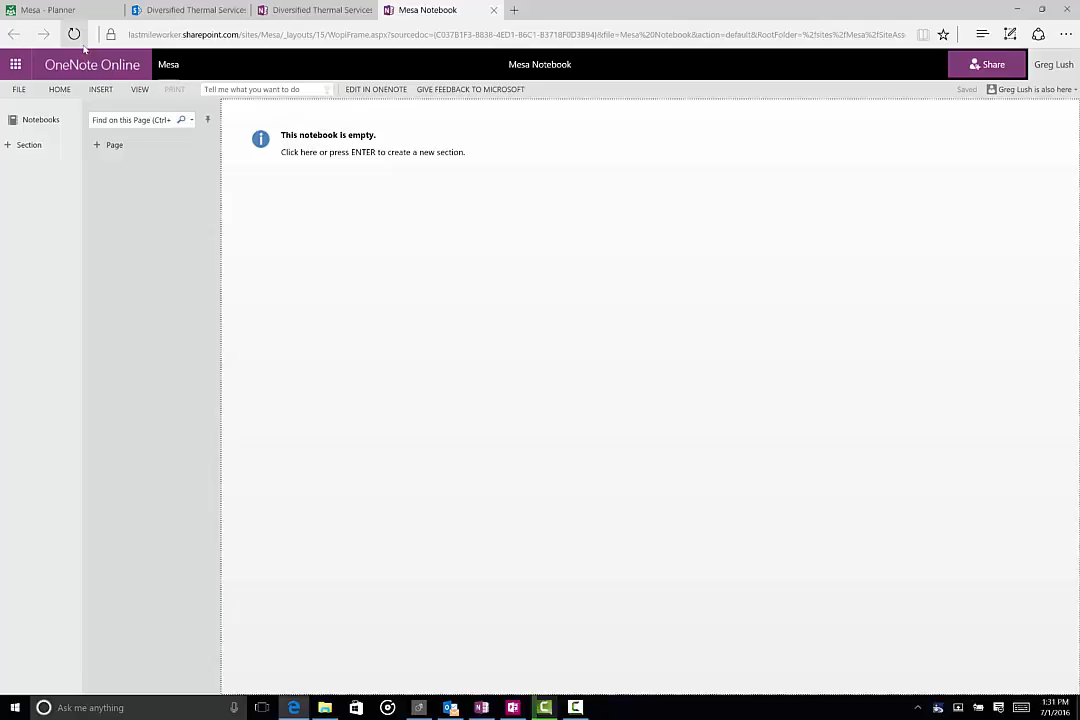 Mesa - Planner
Diversified Thermal Services
Diversified Thermal Services
Mesa Notebook
lastmileworker.sharepoint.com/sites/Mesa/_layouts/15/WopiFrame.aspx?sourcedoc={C037B1F3-8838-4ED1-B6C1-B3718F0D3B94}&file=Mesa%20Notebook&action=default&RootFolder=%2fsites%2fMesa%2fSiteAss
OneNote Online
Mesa
Mesa Notebook
Share
Greg Lush
FILE
HOME
INSERT
VIEW
PRINT
Tell me what you want to do
EDIT IN ONENOTE
GIVE FEEDBACK TO MICROSOFT
Saved
Greg Lush is also here
Notebooks
Find on this Page (Ctrl+
+ Section
+ Page
This notebook is empty.
Click here or press ENTER to create a new section.
Ask me anything
1:31 PM
7/1/2016